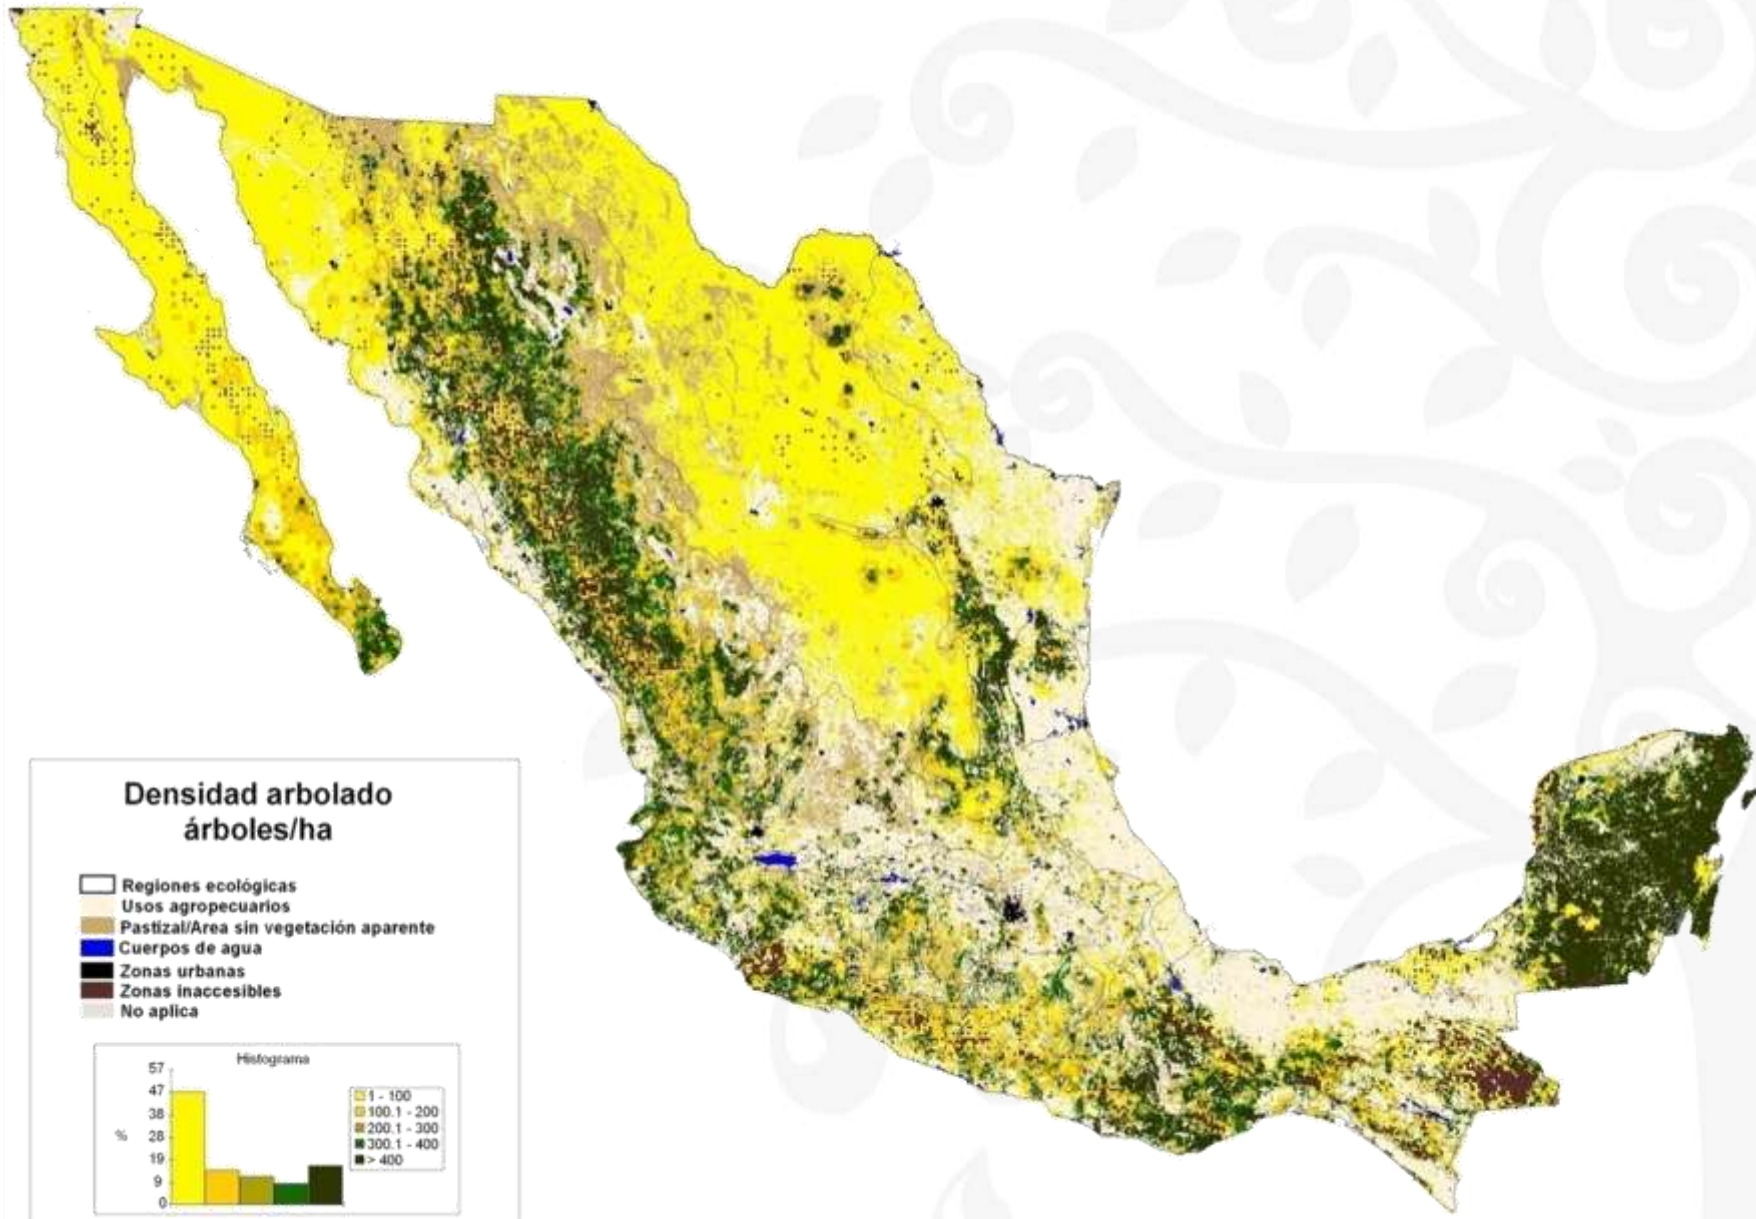 Densidad arbolado
árboles/ha
Regiones ecológicas
Usos agropecuarios
Pastizal/Area sin vegetación aparente
Cuerpos de agua
Zonas urbanas
Zonas inaccesibles
No aplica
Histograma
57
47
38
28
19
9
0
%
1 - 100
100.1 - 200
200.1 - 300
300.1 - 400
> 400